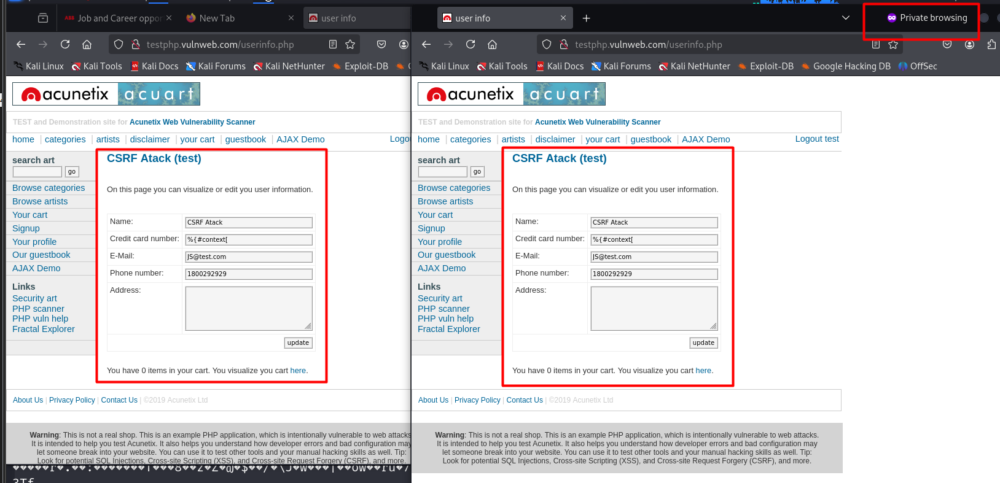 ABB Job and Career oppor
New Tab
user info
testphp.vulnweb.com/userinfo.php
Kali Linux Kali Tools Kali Docs Kali Forums Kali NetHunter Exploit-DB
acunetix acuart
TEST and Demonstration site for Acunetix Web Vulnerability Scanner
home | categories | artists | disclaimer | your cart | guestbook | AJAX Demo Logou
search art
go
Browse categories
Browse artists
Your cart
Signup
Your profile
Our guestbook
AJAX Demo
Links
Security art
PHP scanner
PHP vuln help
Fractal Explorer
CSRF Atack (test)
On this page you can visualize or edit you user information.
Name: CSRF Atack
Credit card number: %{#context[
E-Mail: JS@test.com
Phone number: 1800292929
Address:
update
You have 0 items in your cart. You visualize you cart here.
About Us | Privacy Policy | Contact Us | ©2019 Acunetix Ltd
Warning: This is not a real shop. This is an example PHP application, which is intentionally vulnerable to web attacks.
It is intended to help you test Acunetix. It also helps you understand how developer errors and bad configuration may
let someone break into your website. You can use it to test other tools and your manual hacking skills as well. Tip:
Look for potential SQL Injections, Cross-site Scripting (XSS), and Cross-site Request Forgery (CSRF), and more.
user info
Private browsing
testphp.vulnweb.com/userinfo.php
Kali Linux Kali Tools Kali Docs Kali Forums Kali NetHunter Exploit-DB Google Hacking DB OffSec
acunetix acuart
TEST and Demonstration site for Acunetix Web Vulnerability Scanner
home | categories | artists | disclaimer | your cart | guestbook | AJAX Demo Logout test
search art
go
Browse categories
Browse artists
Your cart
Signup
Your profile
Our guestbook
AJAX Demo
Links
Security art
PHP scanner
PHP vuln help
Fractal Explorer
CSRF Atack (test)
On this page you can visualize or edit you user information.
Name: CSRF Atack
Credit card number: %{#context[
E-Mail: JS@test.com
Phone number: 1800292929
Address:
update
You have 0 items in your cart. You visualize you cart here.
About Us | Privacy Policy | Contact Us | ©2019 Acunetix Ltd
Warning: This is not a real shop. This is an example PHP application, which is intentionally vulnerable to web attacks.
It is intended to help you test Acunetix. It also helps you understand how developer errors and bad configuration may
let someone break into your website. You can use it to test other tools and your manual hacking skills as well. Tip:
Look for potential SQL Injections, Cross-site Scripting (XSS), and Cross-site Request Forgery (CSRF), and more.